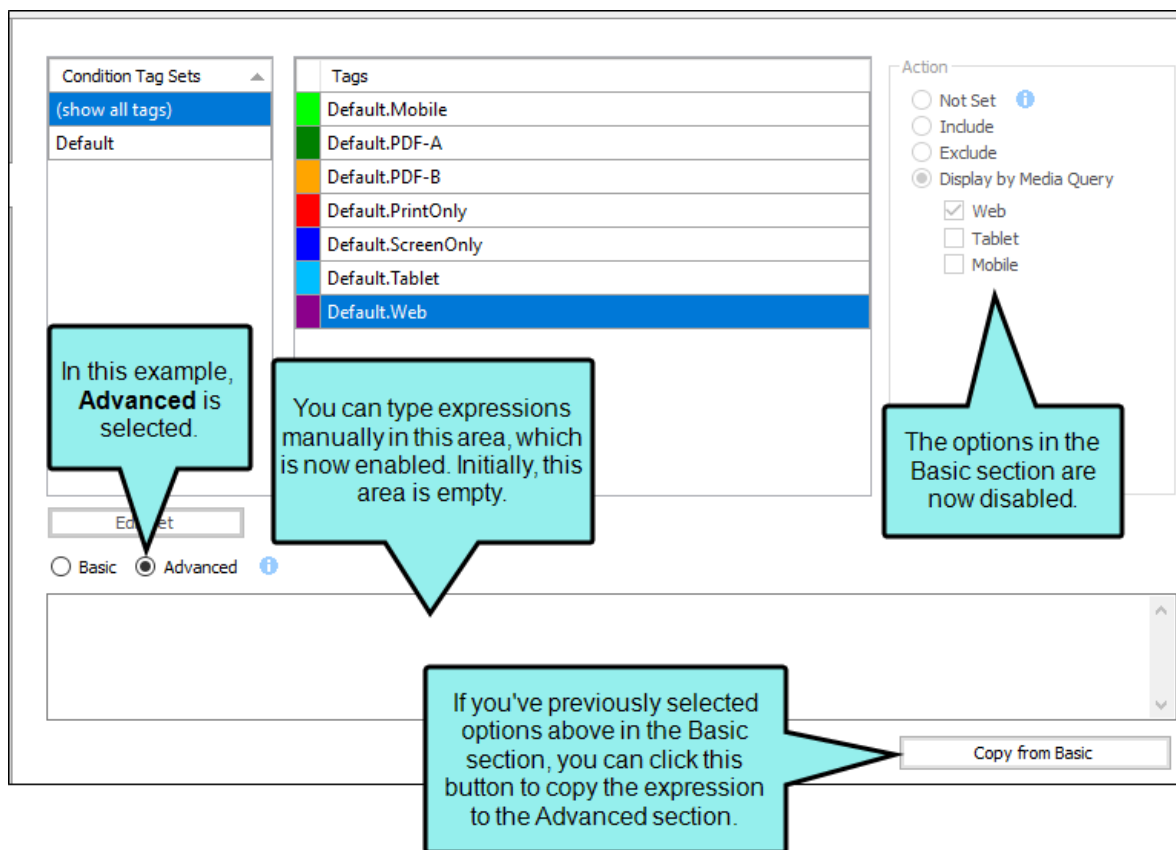 Condition Tag Sets
(show all tags)
Default
Tags
Default.Mobile
Default.PDF-A
Default.PDF-B
Default.PrintOnly
Default.ScreenOnly
Default.Tablet
Default.Web
Action
Not Set
Include
Exclude
Display by Media Query
Web
Tablet
Mobile
In this example,
Advanced is
selected.
You can type expressions
manually in this area, which
is now enabled. Initially, this
area is empty.
The options in the
Basic section are
now disabled.
Basic
Advanced
If you've previously selected
options above in the Basic
section, you can click this
button to copy the expression
to the Advanced section.
Copy from Basic